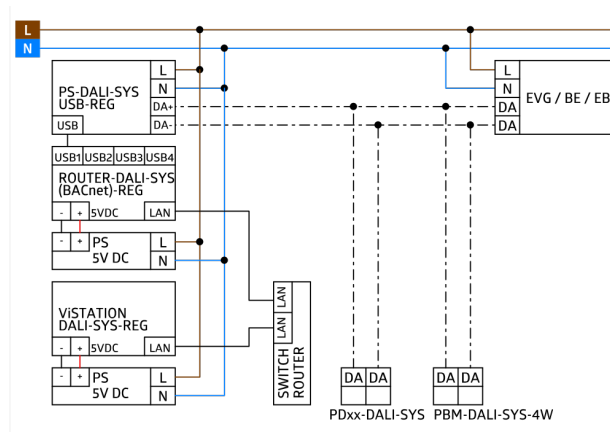 L
N
PS-DALI-SYS
USB-REG
L
N
DA+
DA-
USB
L
N
DA
DA
EVG / BE / EB
USB1 USB2 USB3 USB4
ROUTER-DALI-SYS
(BACnet)-REG
- + 5VDC LAN
- + PS
5V DC
L
N
ViSTATION
DALI-SYS-REG
- + 5VDC LAN
- + PS
5V DC
L
N
LAN
LAN
SWITCH
ROUTER
DA DA
PDxx-DALI-SYS
DA DA
PBM-DALI-SYS-4W